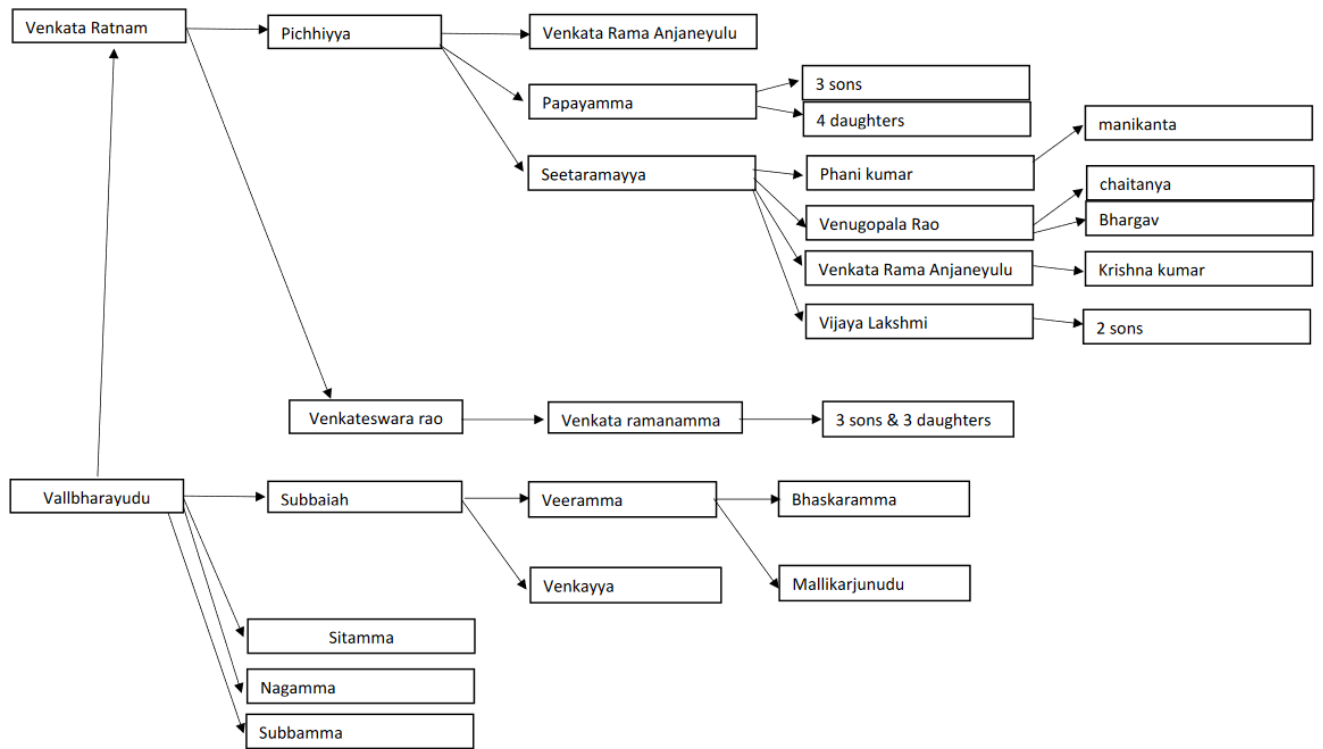 Venkata Ratnam
Pichhiyya
Venkata Rama Anjaneyulu
3 sons
Papayamma
4 daughters
manikanta
Seetaramayya
Phani kumar
chaitanya
Venugopala Rao
Bhargav
Venkata Rama Anjaneyulu
Krishna kumar
Vijaya Lakshmi
2 sons
Venkateswara rao
Venkata ramanamma
3 sons & 3 daughters
Vallbharayudu
Subbaiah
Veeramma
Bhaskaramma
Venkayya
Mallikarjunudu
Sitamma
Nagamma
Subbamma